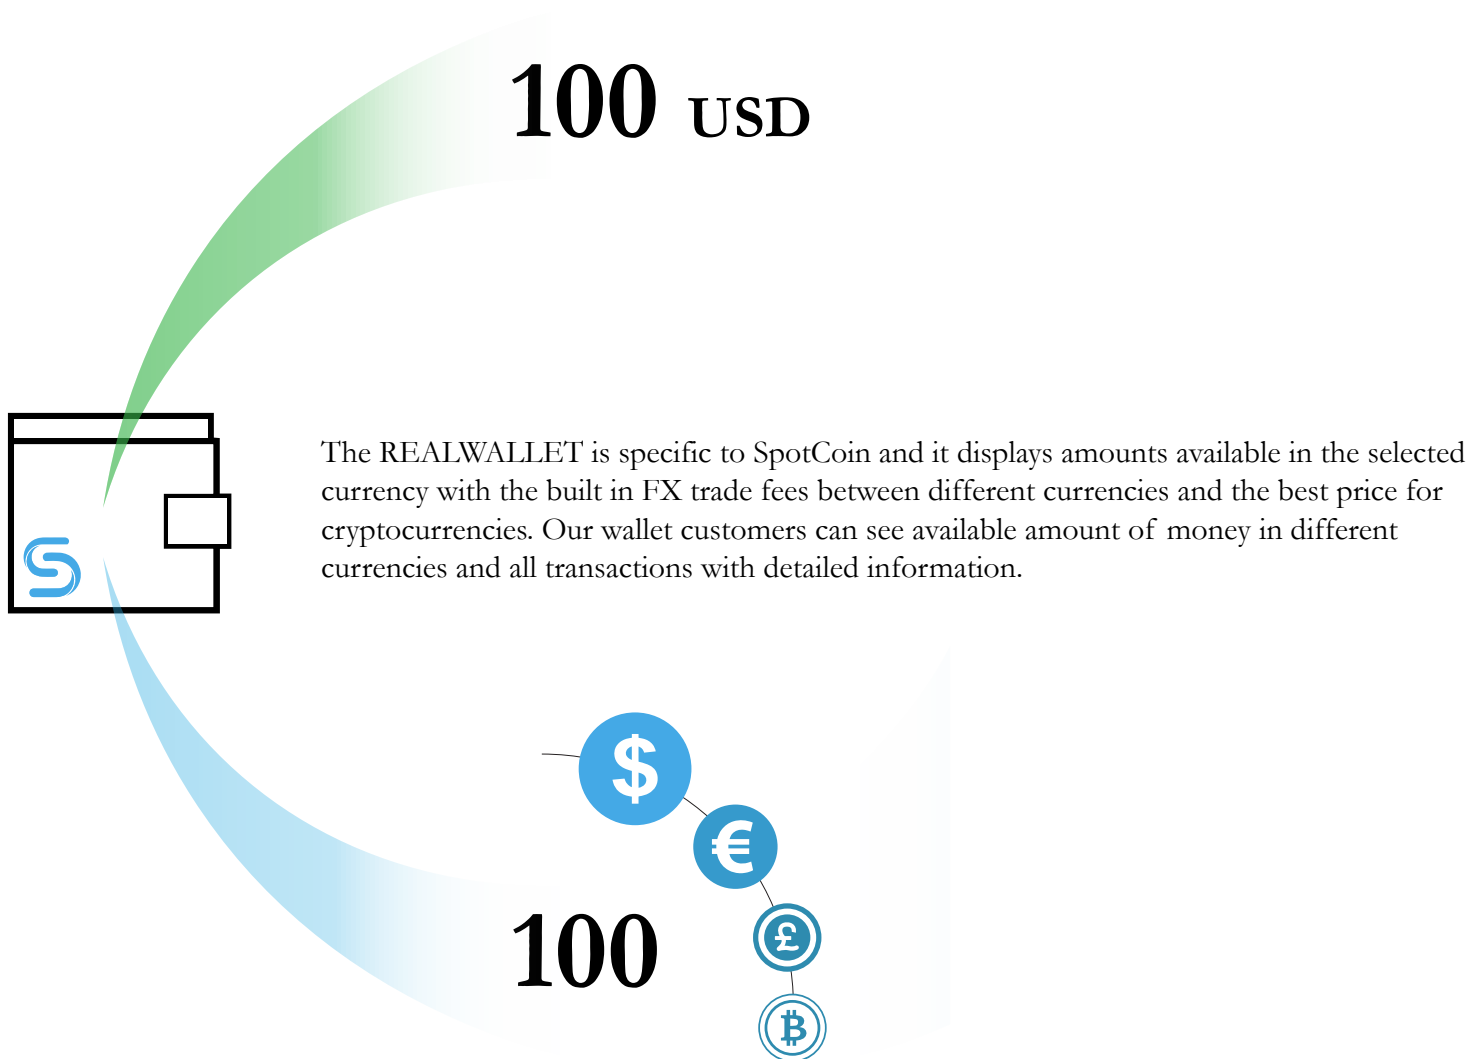 100 USD
The REALWALLET is specific to SpotCoin and it displays amounts available in the selected
currency with the built in FX trade fees between different currencies and the best price for
cryptocurrencies. Our wallet customers can see available amount of money in different
currencies and all transactions with detailed information.
$
€
£
100
₿